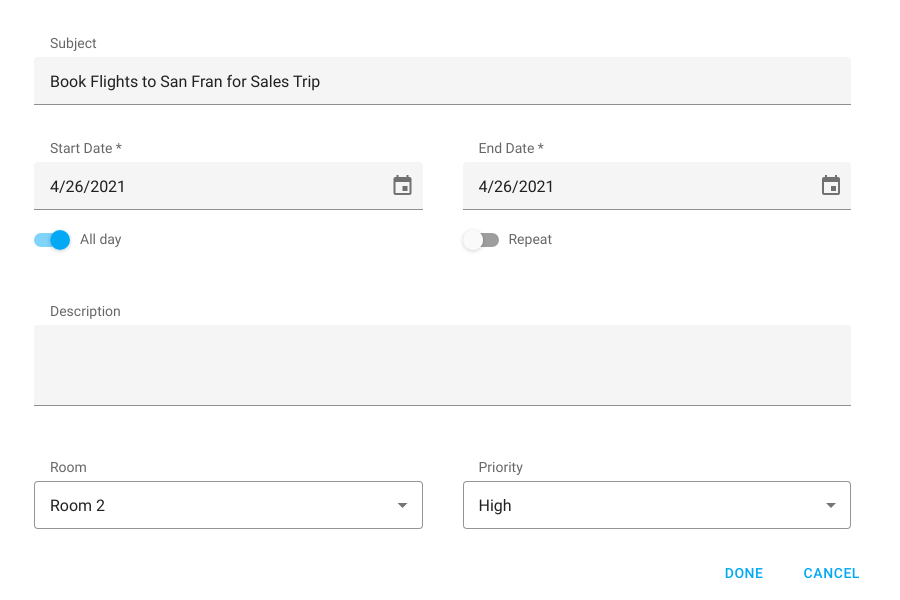 Subject
Book Flights to San Fran for Sales Trip
Start Date * End Date *
4/26/2021 4/26/2021
All day Repeat
Description
Room Priority
Room 2 High
DONE CANCEL